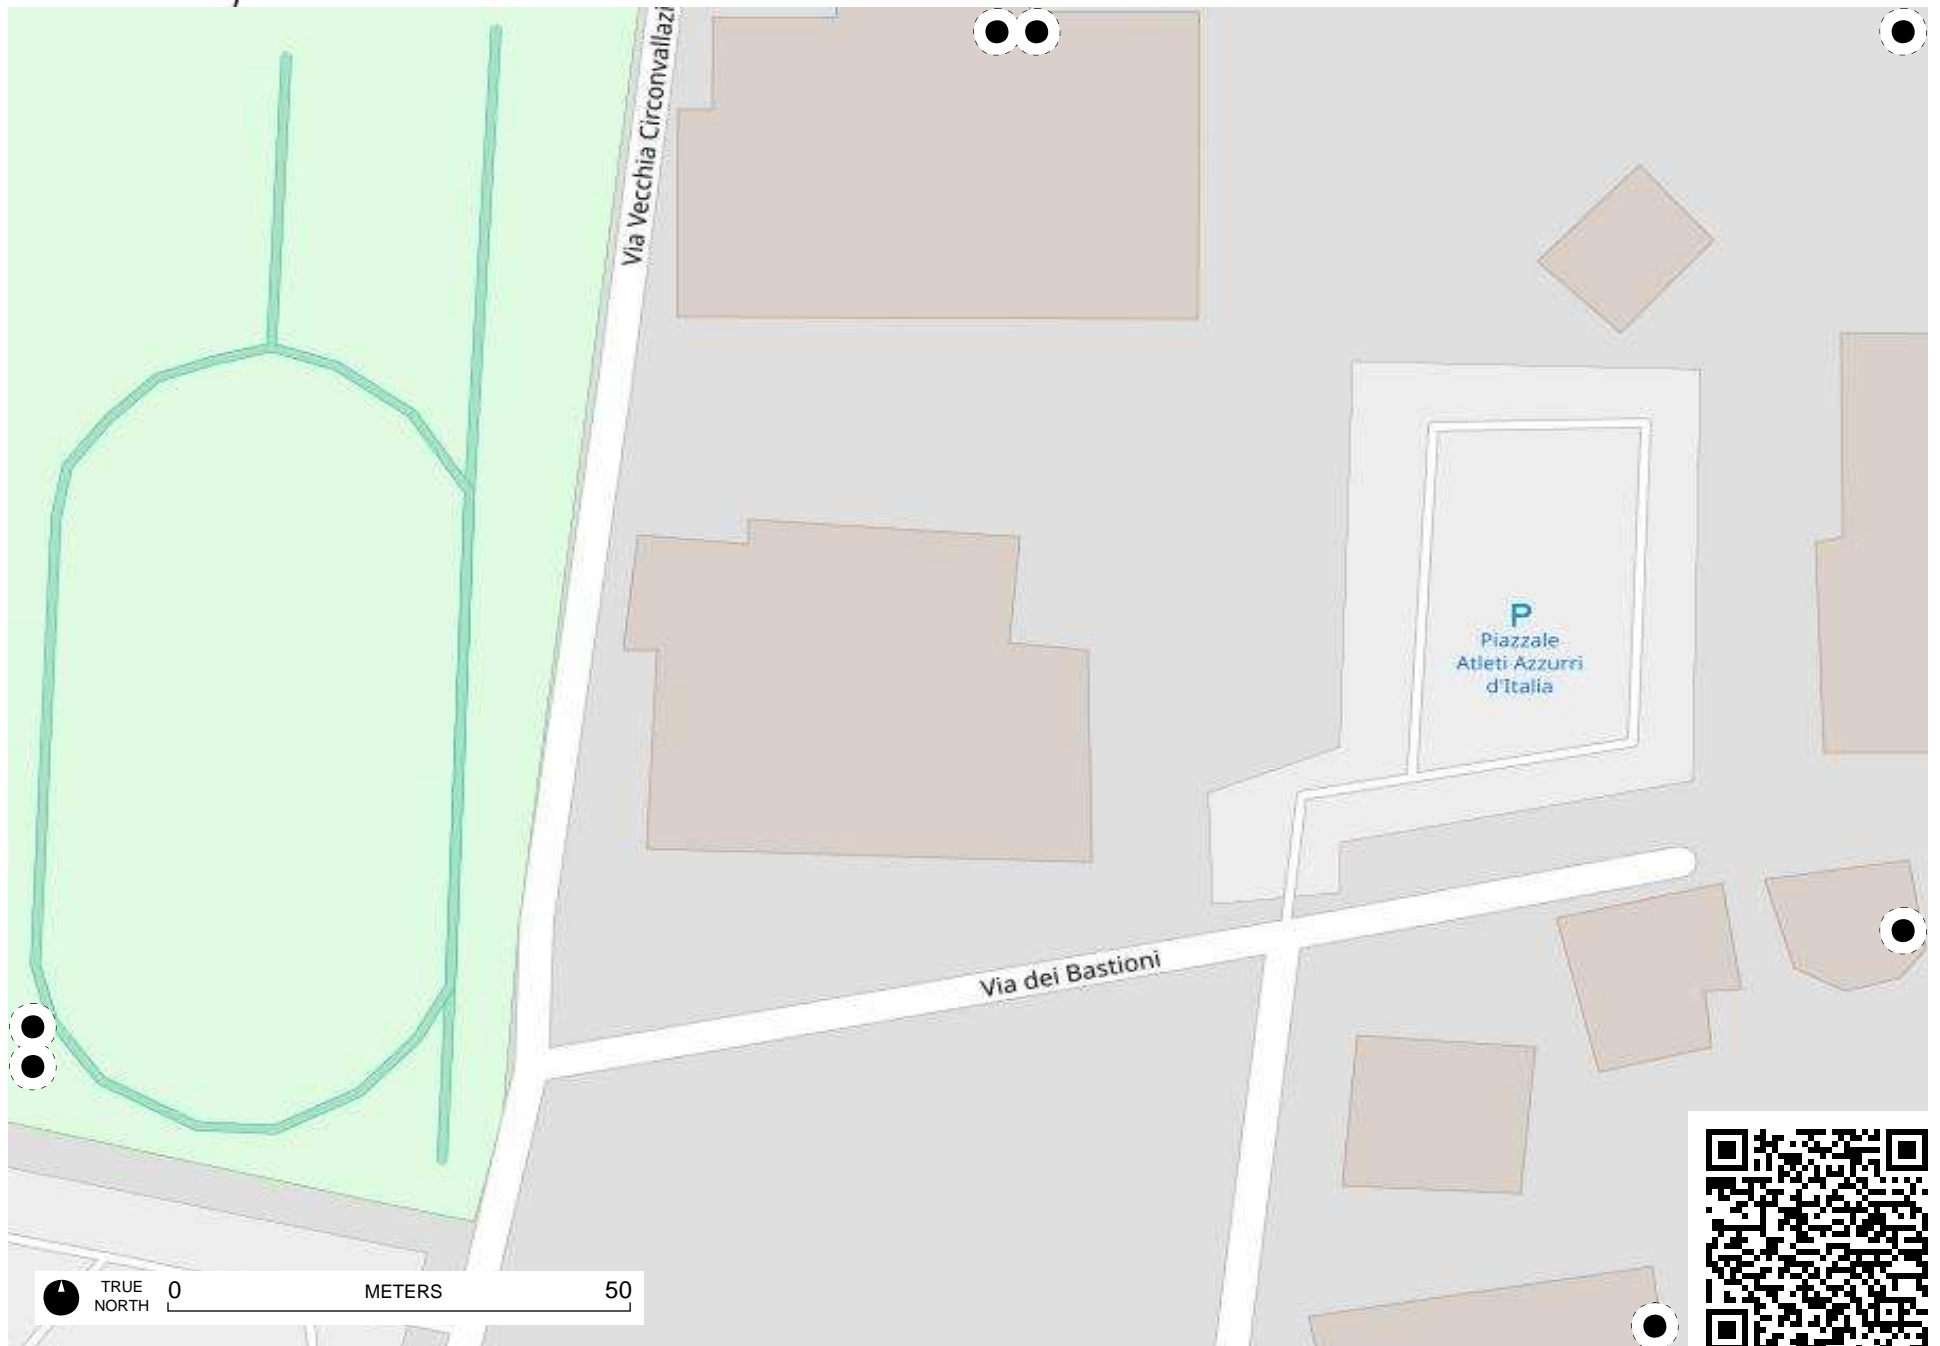 Via Vecchia Circonvallazi
P
Piazzale
Atleti Azzurri
d'Italia
Via dei Bastioni
TRUE
NORTH
0 METERS 50